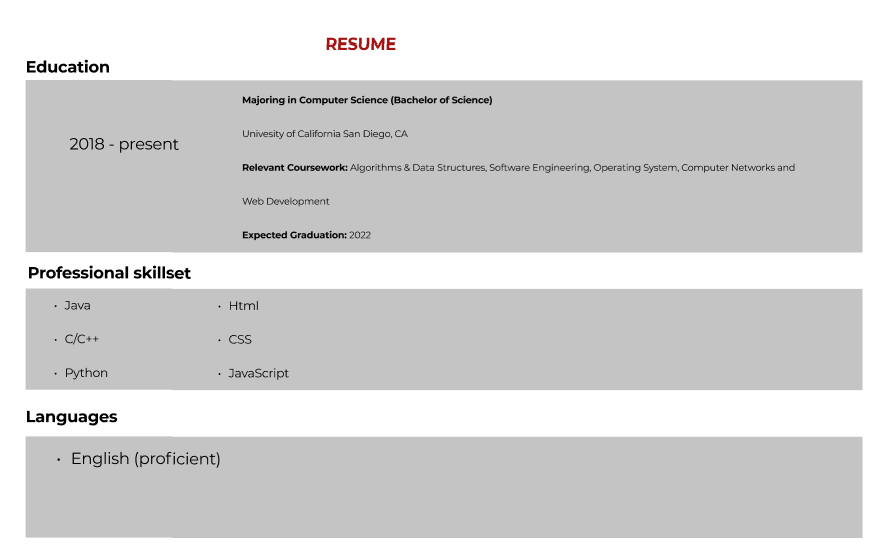 RESUME
Education
2018 - present
Majoring in Computer Science (Bachelor of Science)
Univesity of California San Diego, CA
Relevant Coursework: Algorithms & Data Structures, Software Engineering, Operating System, Computer Networks and
Web Development
Expected Graduation: 2022
Professional skillset
• Java
• C/C++
• Python
• Html
• CSS
• JavaScript
Languages
• English (proficient)